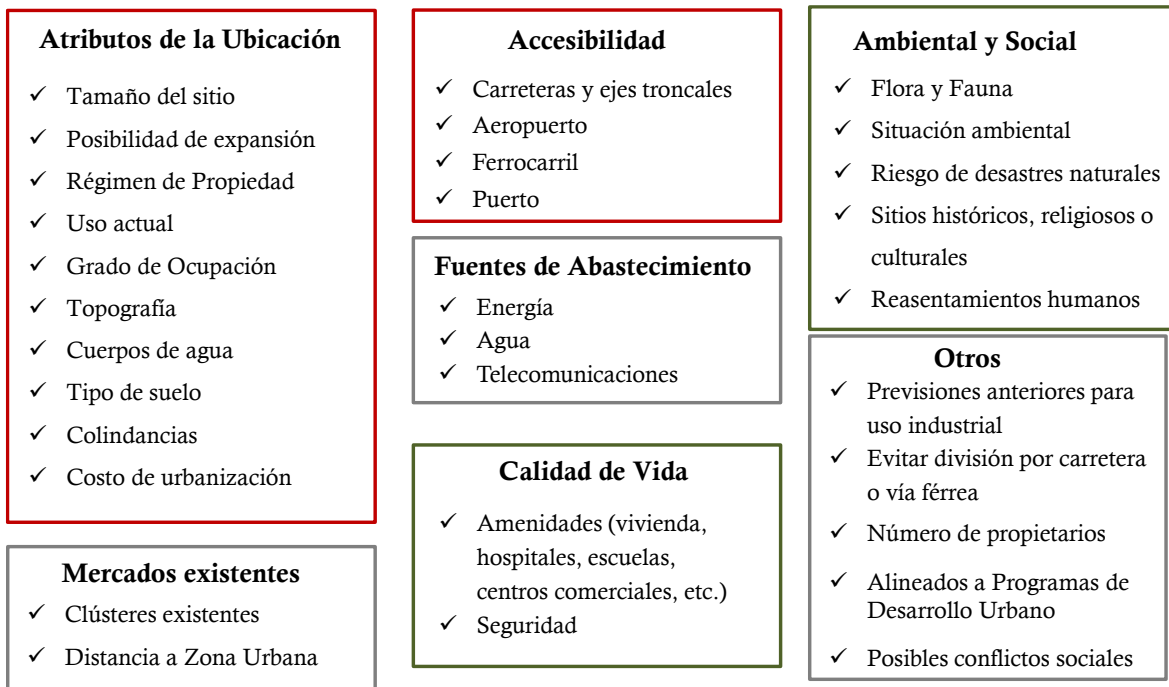 Atributos de la Ubicación
✓ Tamaño del sitio
✓ Posibilidad de expansión
✓ Régimen de Propiedad
✓ Uso actual
✓ Grado de Ocupación
✓ Topografía
✓ Cuerpos de agua
✓ Tipo de suelo
✓ Colindancias
✓ Costo de urbanización
Mercados existentes
✓ Clústeres existentes
✓ Distancia a Zona Urbana
Accesibilidad
✓ Carreteras y ejes troncales
✓ Aeropuerto
✓ Ferrocarril
✓ Puerto
Fuentes de Abastecimiento
✓ Energía
✓ Agua
✓ Telecomunicaciones
Calidad de Vida
✓ Amenidades (vivienda,
hospitales, escuelas,
centros comerciales, etc.)
✓ Seguridad
Ambiental y Social
✓ Flora y Fauna
✓ Situación ambiental
✓ Riesgo de desastres naturales
✓ Sitios históricos, religiosos o
culturales
✓ Reasentamientos humanos
Otros
✓ Previsiones anteriores para
uso industrial
✓ Evitar división por carretera
o vía férrea
✓ Número de propietarios
✓ Alineados a Programas de
Desarrollo Urbano
✓ Posibles conflictos sociales